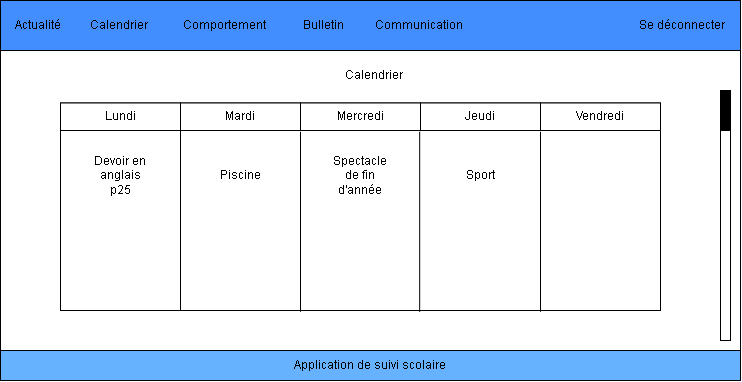 Actualité Calendrier Comportement Bulletin Communication Se déconnecter
Calendrier
Lundi Mardi Mercredi Jeudi Vendredi
Devoir en
anglais
p25
Piscine
Spectacle
de fin
d'année
Sport
Application de suivi scolaire